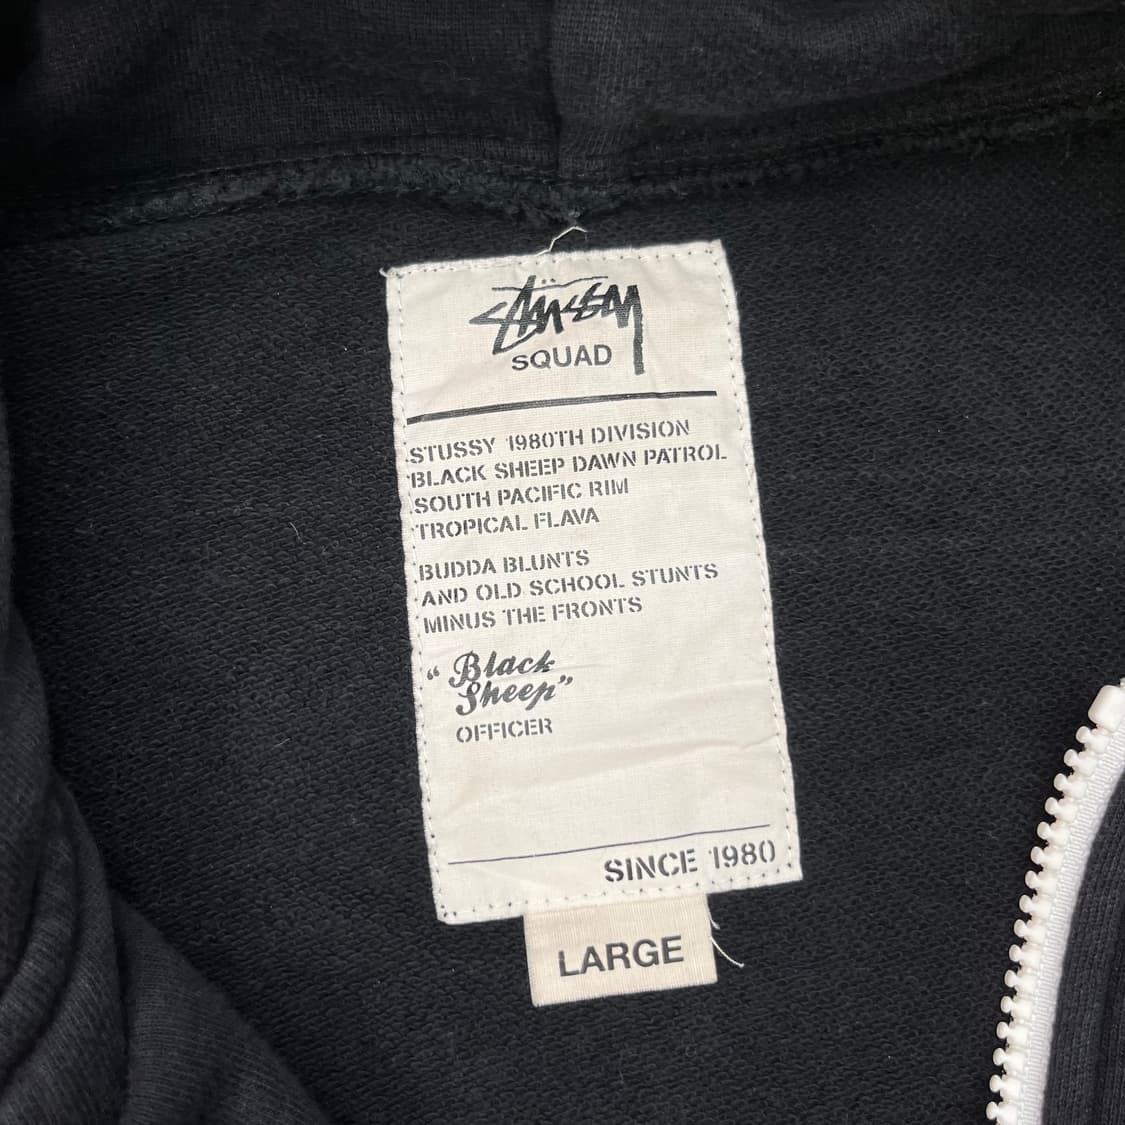 STÜSSY
SQUAD
STUSSY 1980TH DIVISION
BLACK SHEEP DAWN PATROL
SOUTH PACIFIC RIM
TROPICAL FLAVA
BUDDA BLUNTS
AND OLD SCHOOL STUNTS
MINUS THE FRONTS
"Black
Sheep"
OFFICER
SINCE 1980
LARGE